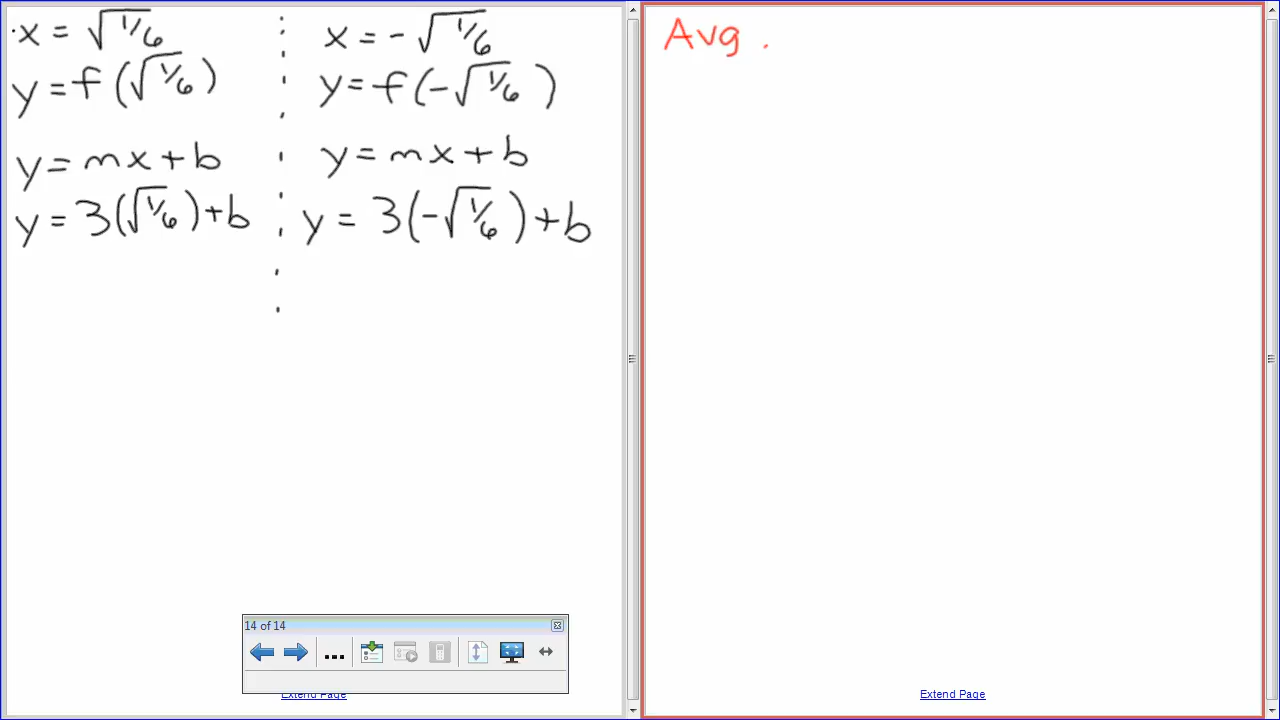 x = √1/6
y = f(√1/6)
y = mx + b
y = 3(√1/6) + b
x = -√1/6
y = f(-√1/6)
y = mx + b
y = 3(-√1/6) + b
Avg.
14 of 14
...
Extend Page
Extend Page